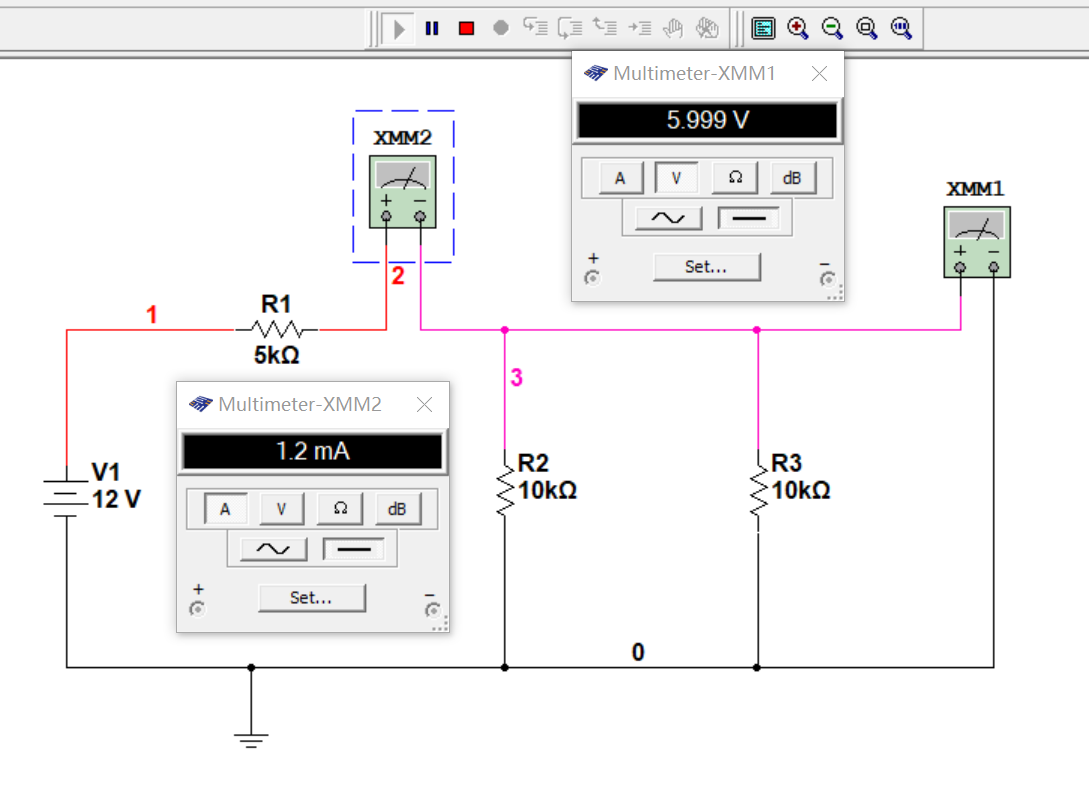 Multimeter-XMM1
5.999 V
A V Ω dB
+ Set... −
XMM2
+ −
XMM1
+ −
2
1
R1
5kΩ
3
Multimeter-XMM2
1.2 mA
A V Ω dB
+ Set... −
V1
12 V
R2
10kΩ
R3
10kΩ
0